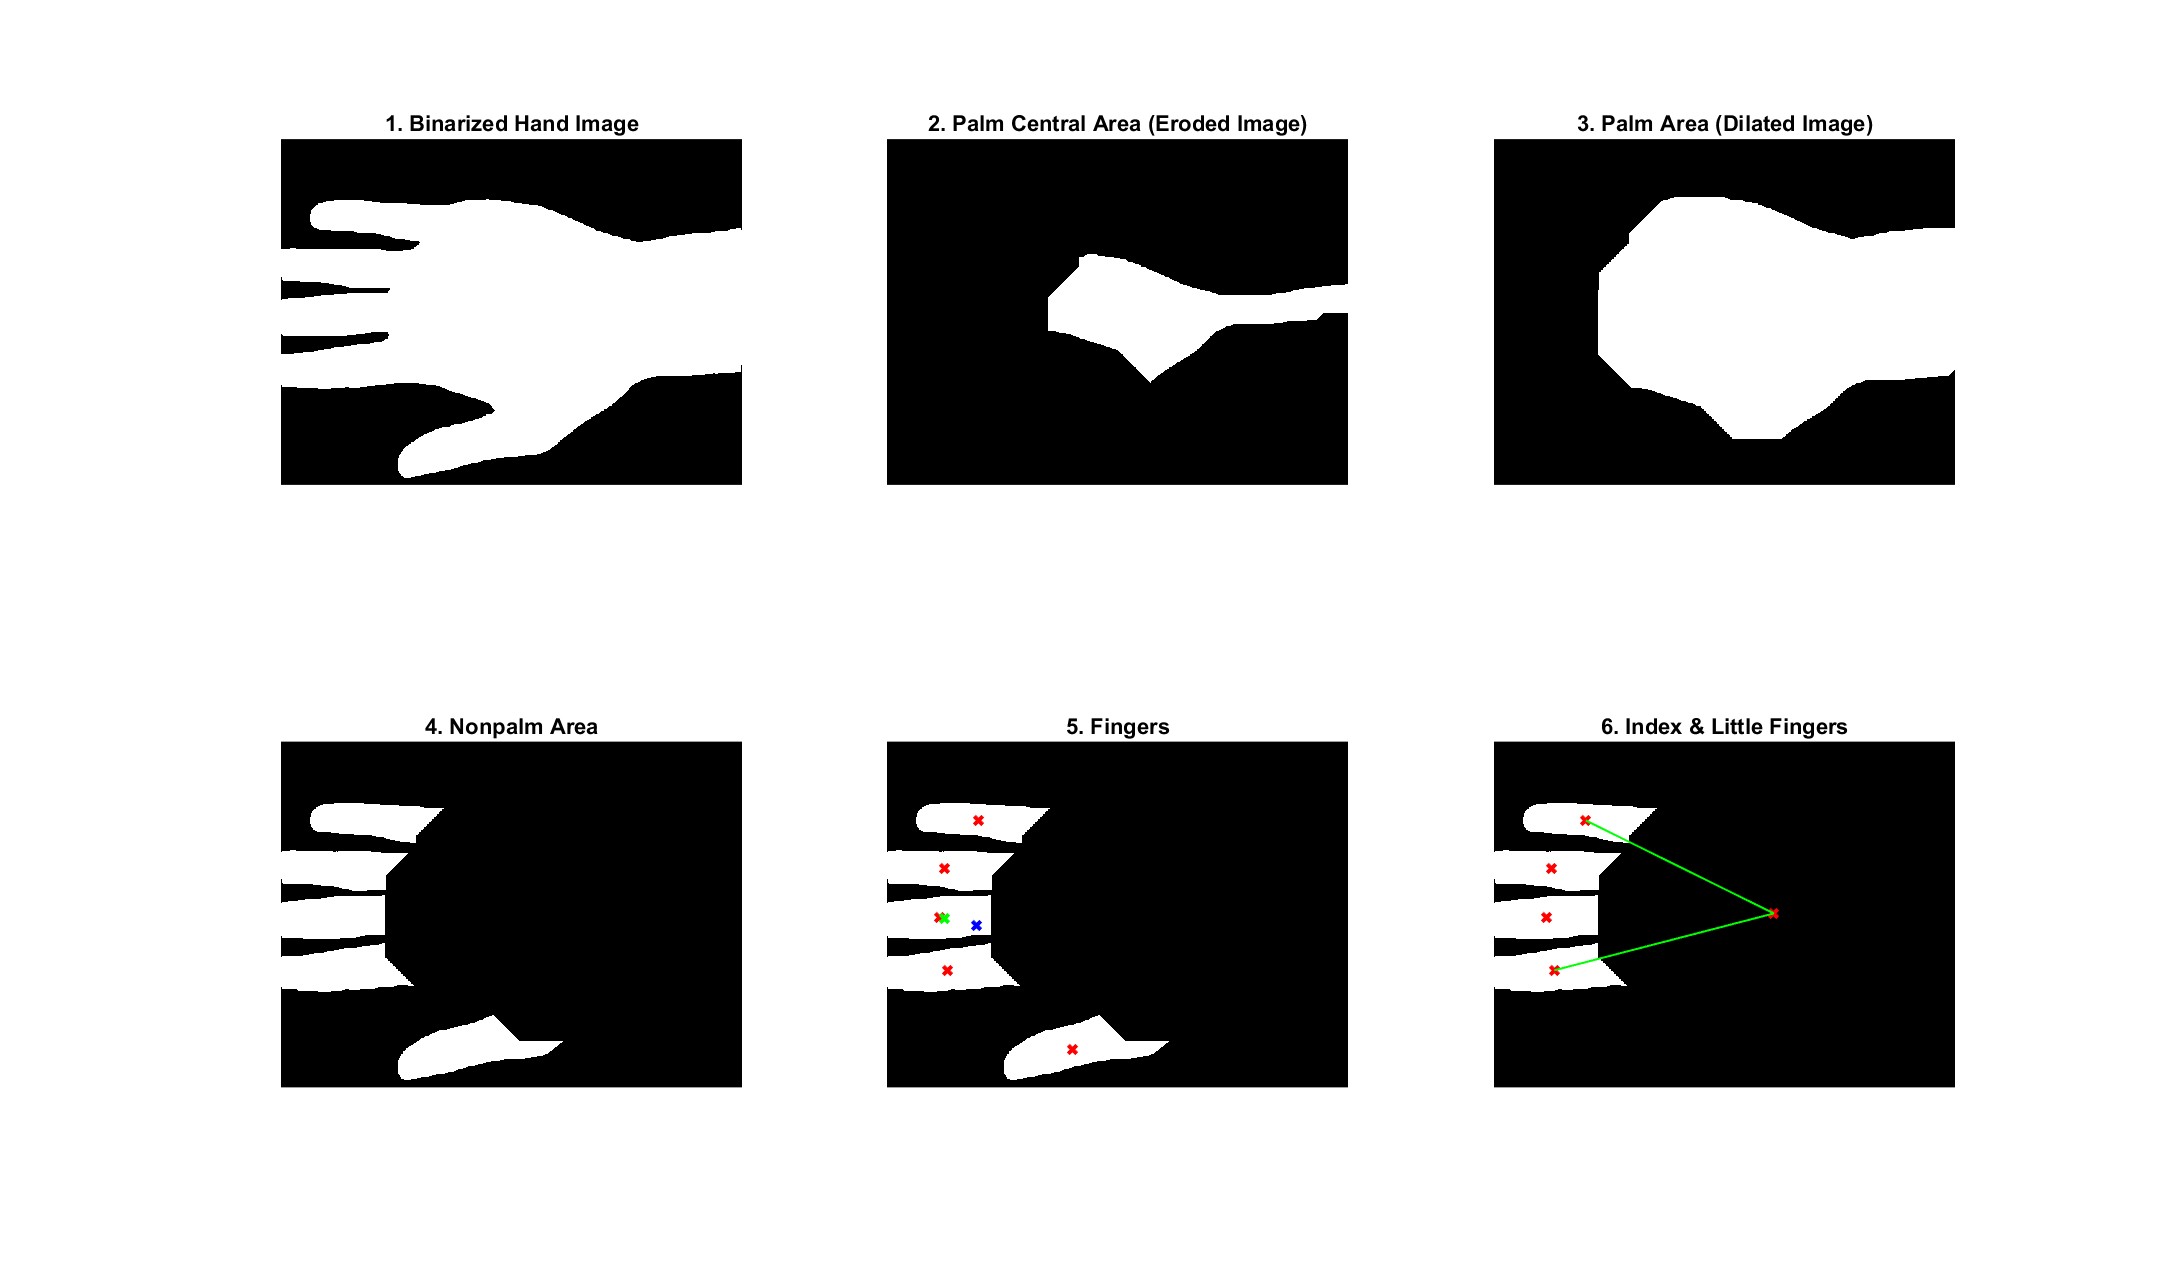 1. Binarized Hand Image
2. Palm Central Area (Eroded Image)
3. Palm Area (Dilated Image)
4. Nonpalm Area
5. Fingers
6. Index & Little Fingers